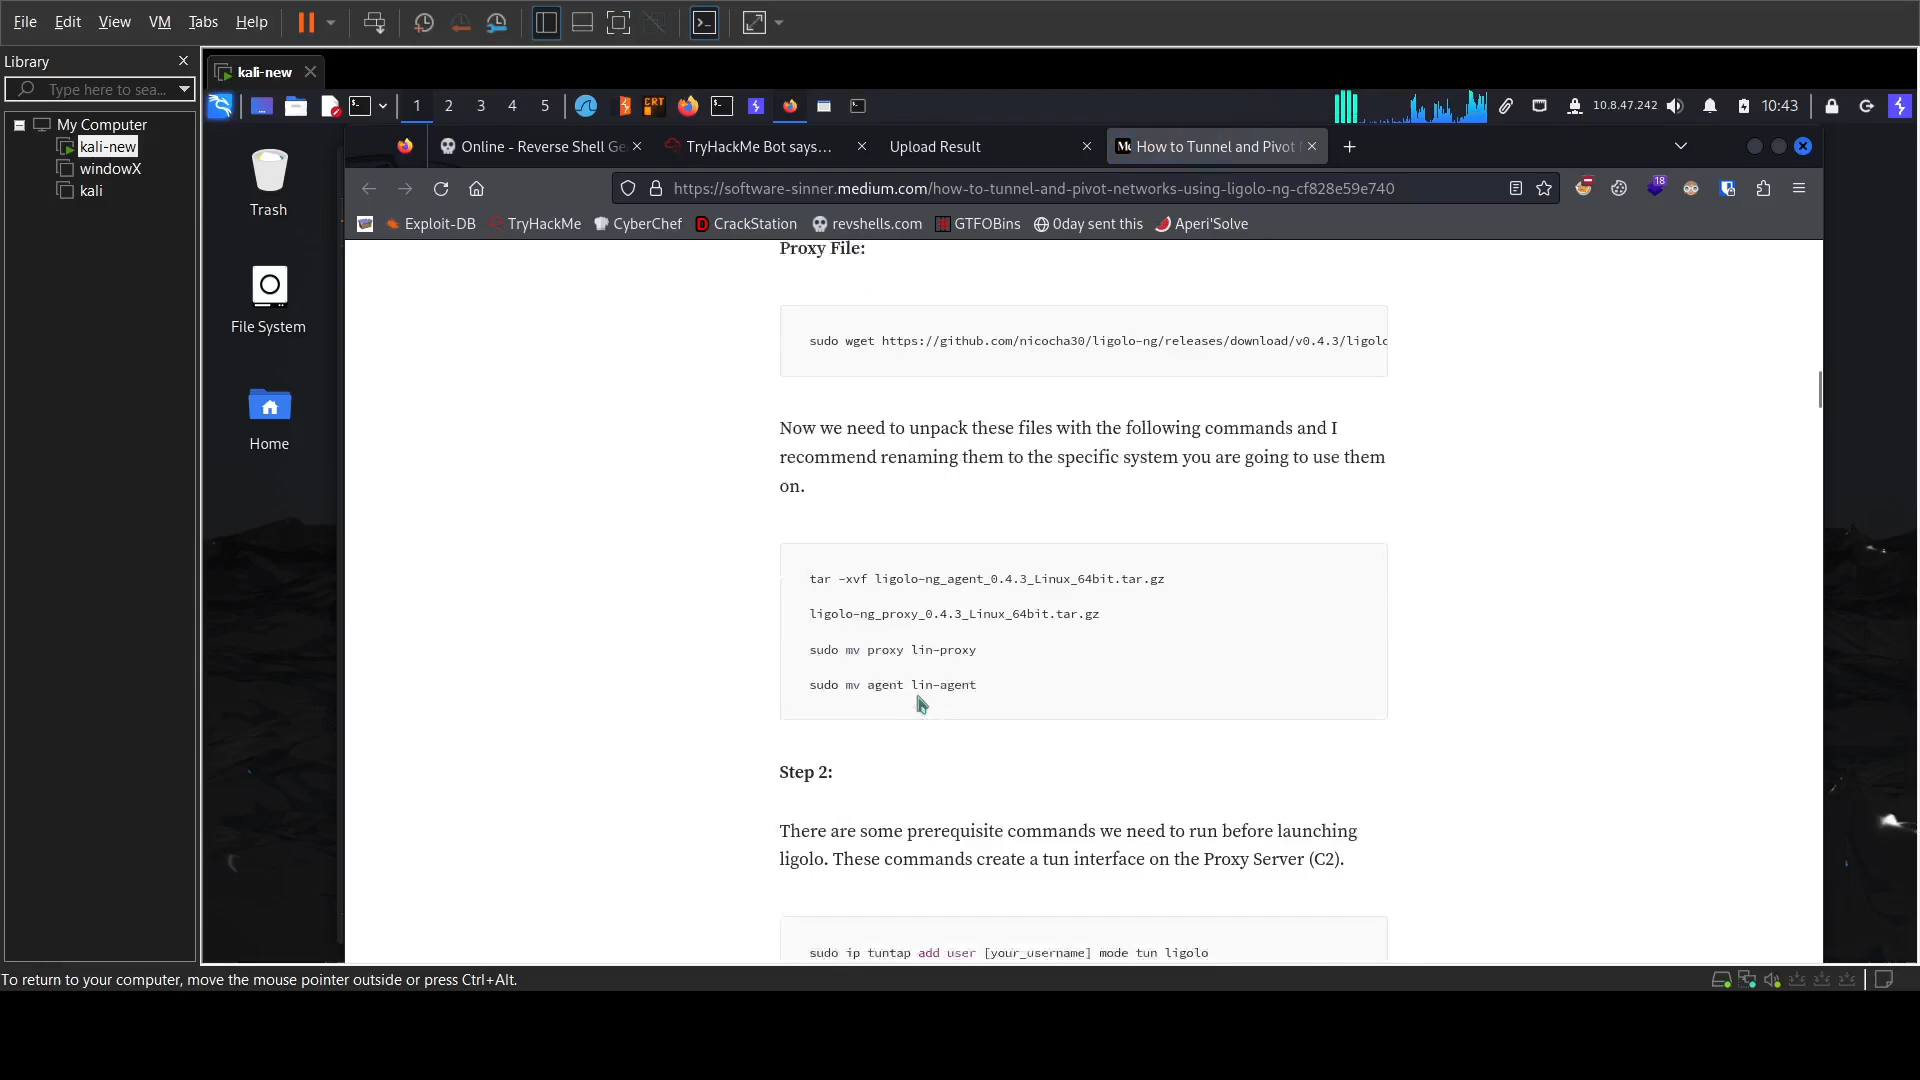 File Edit View VM Tabs Help
Library
Type here to sea...
My Computer
kali-new
windowX
kali
kali-new
1 2 3 4 5
CRT
10.8.47.242
10:43
Trash
File System
Home
Online - Reverse Shell Ge
TryHackMe Bot says…
Upload Result
How to Tunnel and Pivot
https://software-sinner.medium.com/how-to-tunnel-and-pivot-networks-using-ligolo-ng-cf828e59e740
18
Exploit-DB TryHackMe CyberChef CrackStation revshells.com GTFOBins 0day sent this Aperi'Solve
Proxy File:
sudo wget https://github.com/nicocha30/ligolo-ng/releases/download/v0.4.3/ligolo
Now we need to unpack these files with the following commands and I
recommend renaming them to the specific system you are going to use them
on.
tar -xvf ligolo-ng_agent_0.4.3_Linux_64bit.tar.gz
ligolo-ng_proxy_0.4.3_Linux_64bit.tar.gz
sudo mv proxy lin-proxy
sudo mv agent lin-agent
Step 2:
There are some prerequisite commands we need to run before launching
ligolo. These commands create a tun interface on the Proxy Server (C2).
sudo ip tuntap add user [your_username] mode tun ligolo
To return to your computer, move the mouse pointer outside or press Ctrl+Alt.